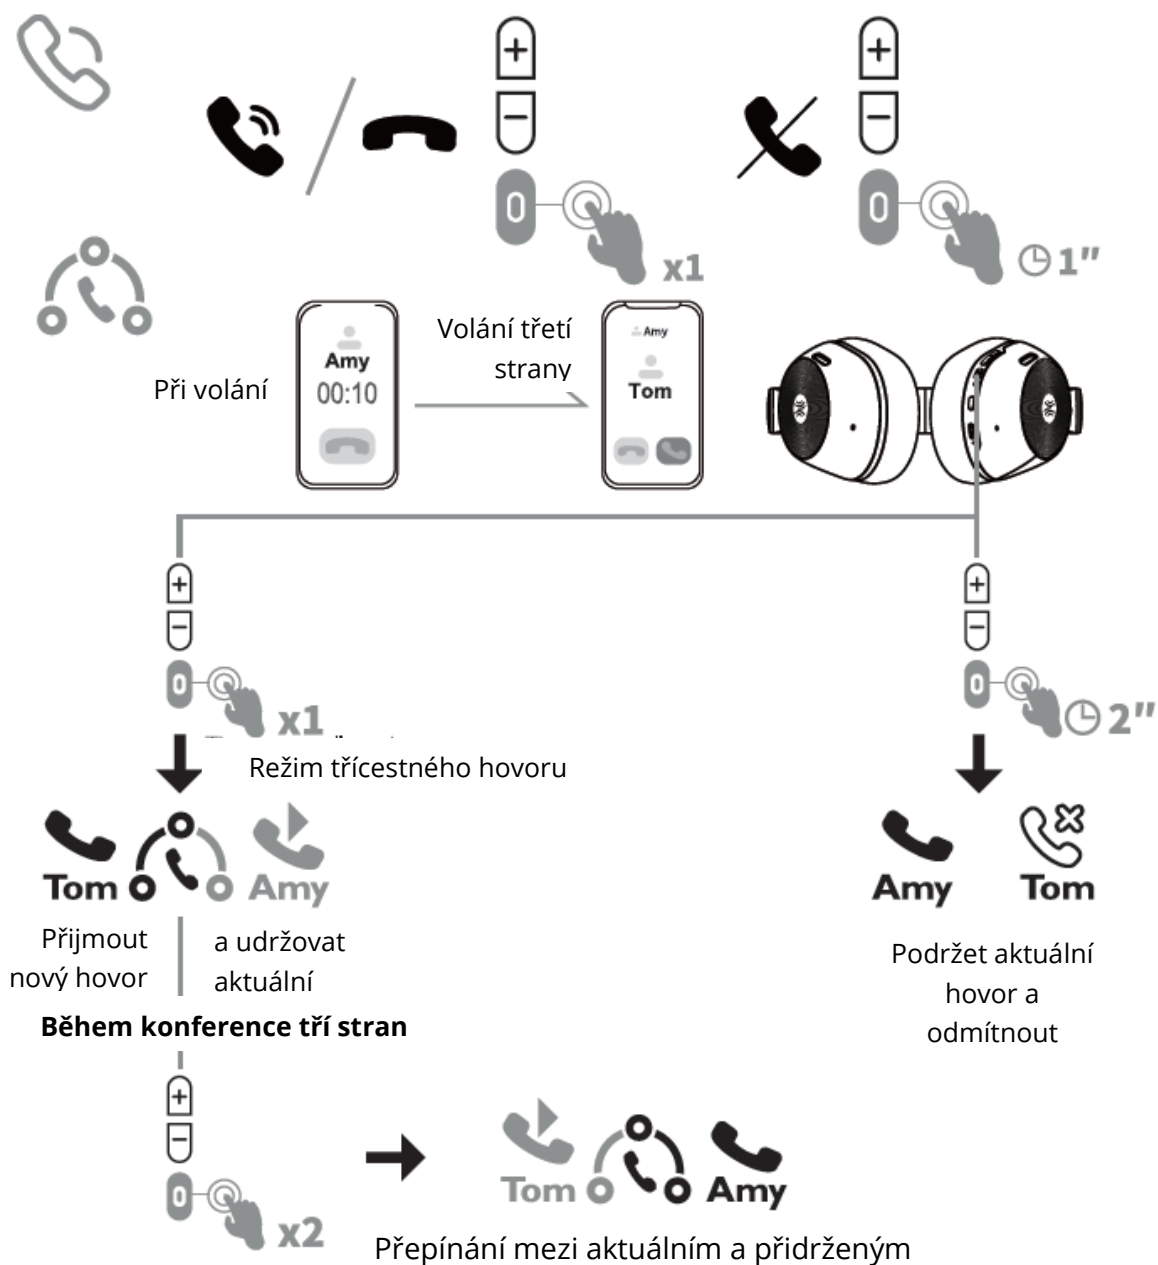 x1
1"
Při volání
Amy
00:10
Volání třetí
strany
Amy
Tom
x1
2"
Režim třícestného hovoru
Tom
Amy
Amy
Tom
Přijmout
nový hovor
a udržovat
aktuální
Podržet aktuální
hovor a
odmítnout
Během konference tří stran
x2
Tom
Amy
Přepínání mezi aktuálním a přidrženým